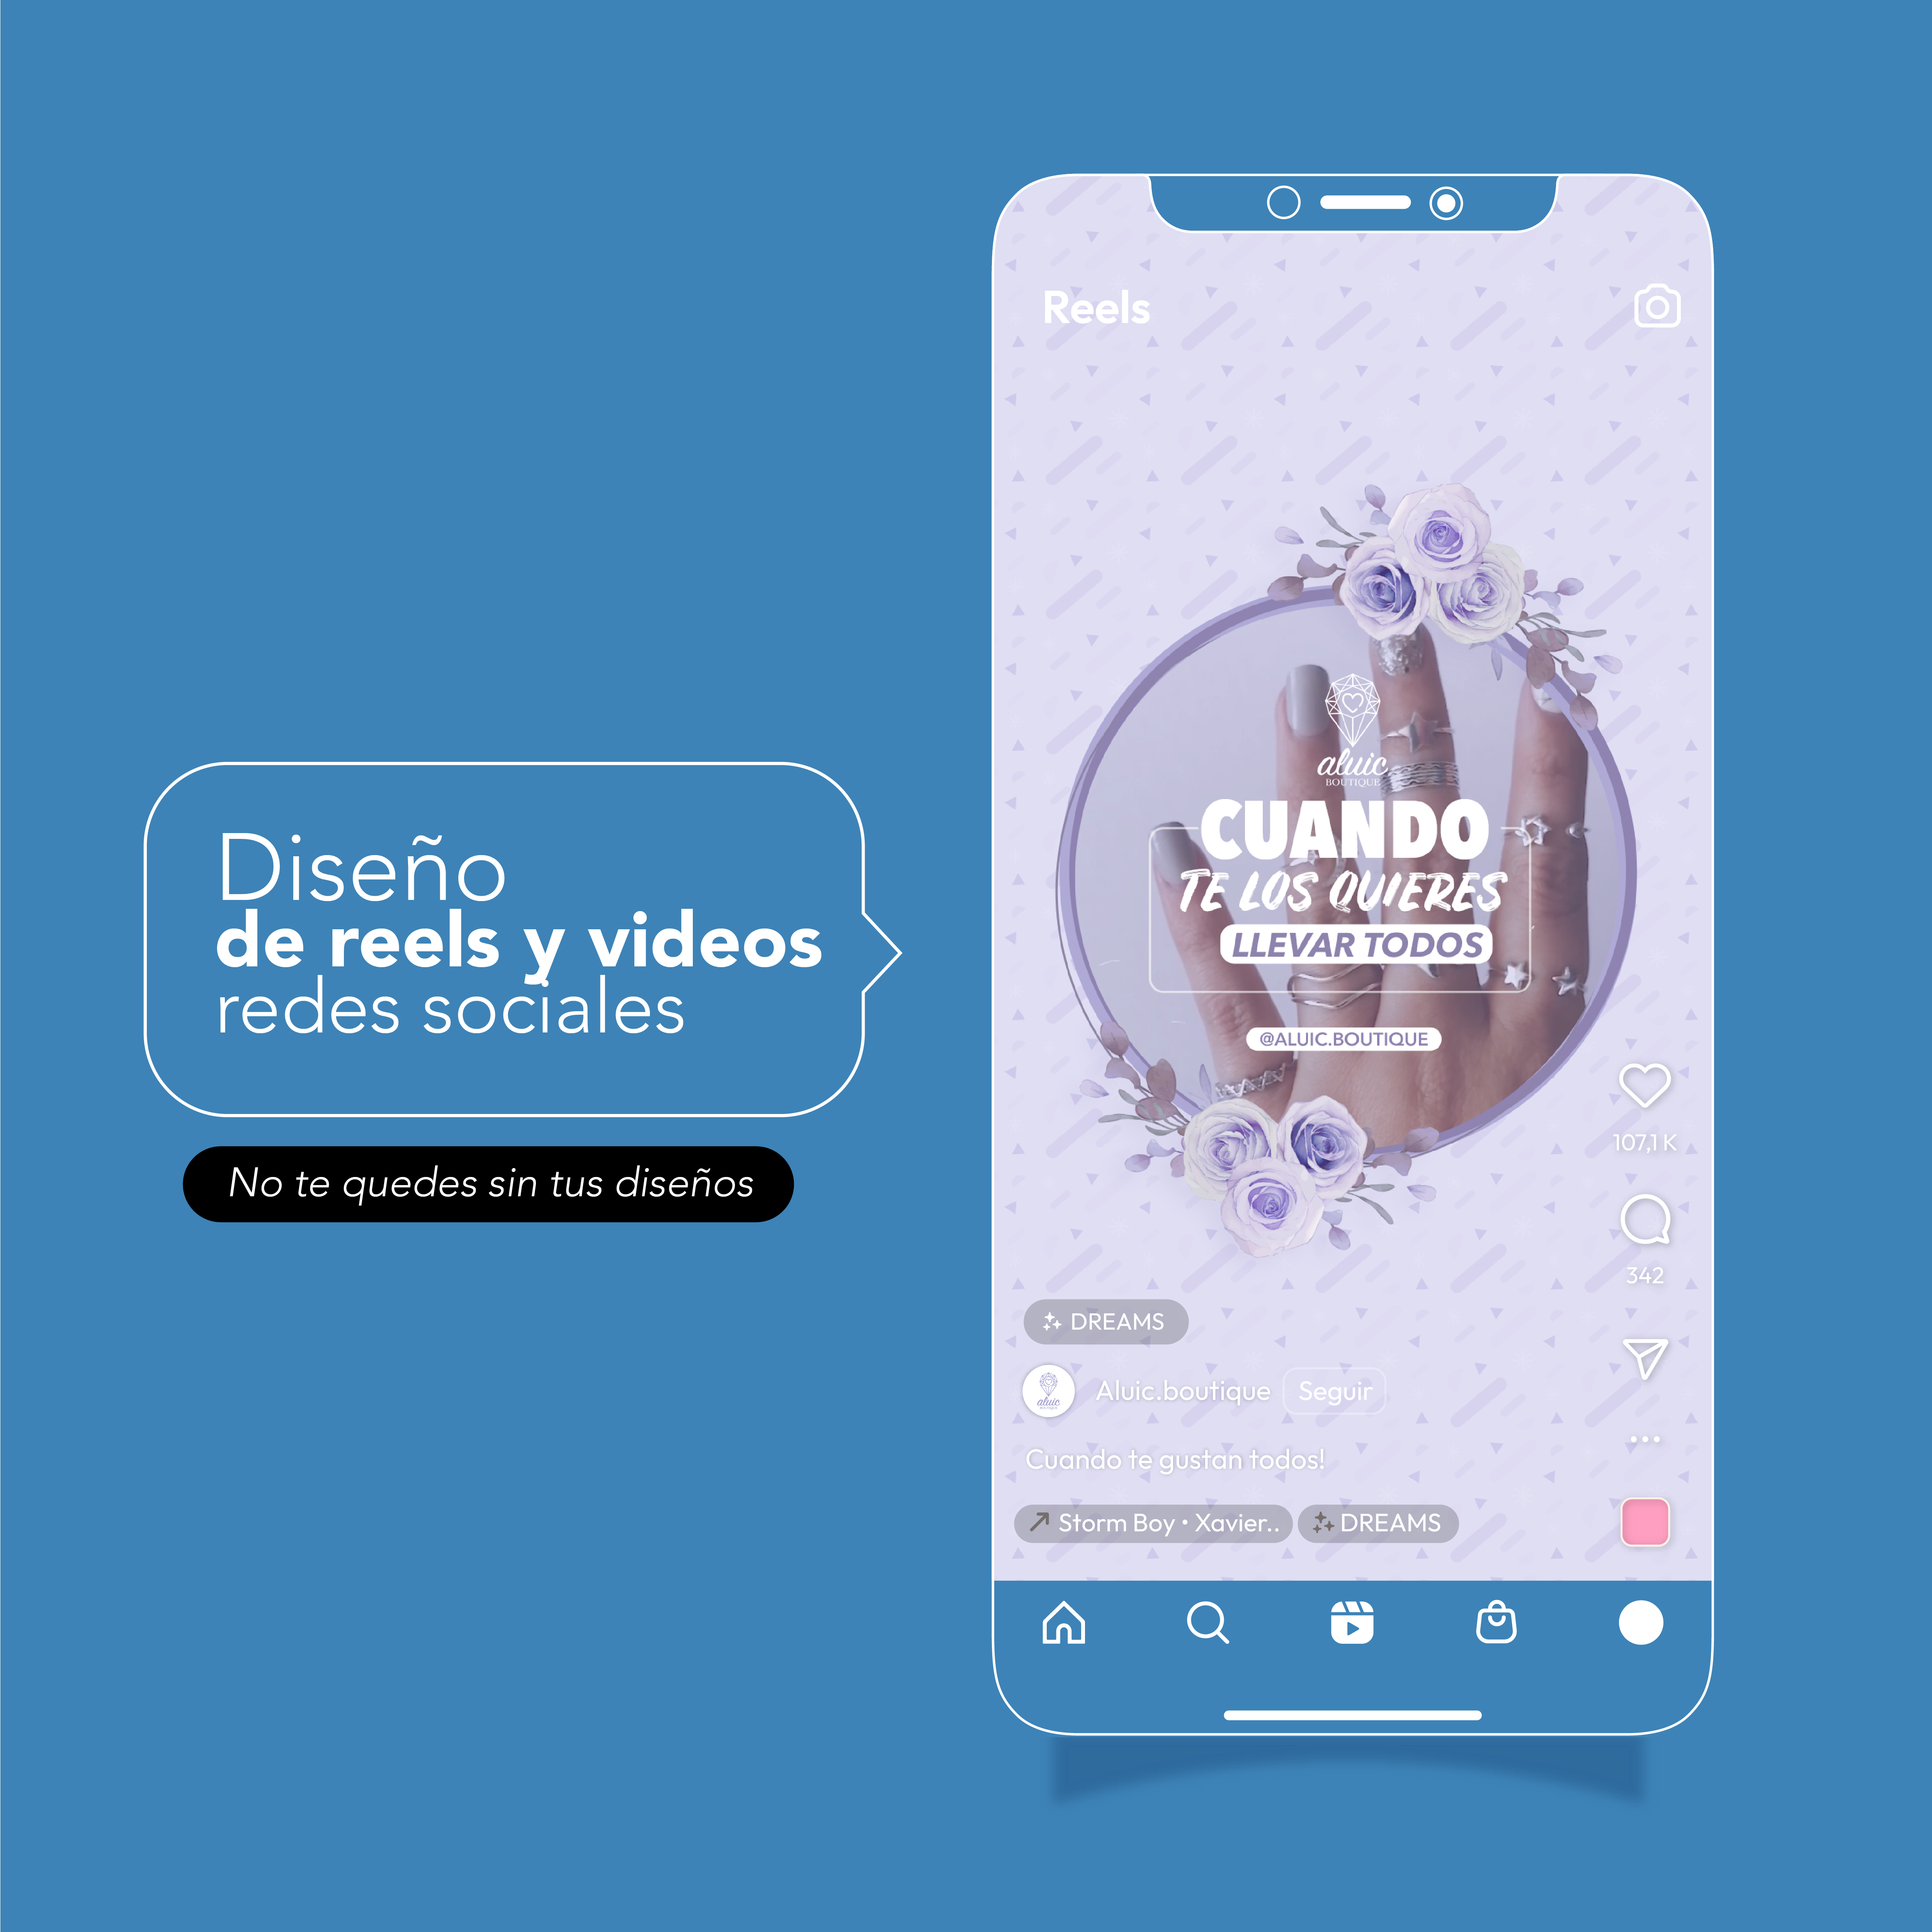 Diseño
de reels y videos
redes sociales
No te quedes sin tus diseños
Reels
aluic
BOUTIQUE
CUANDO
TE LOS QUIERES
LLEVAR TODOS
@ALUIC.BOUTIQUE
107,1 K
342
DREAMS
aluic
Aluic.boutique
Seguir
Cuando te gustan todos!
Storm Boy • Xavier..
DREAMS